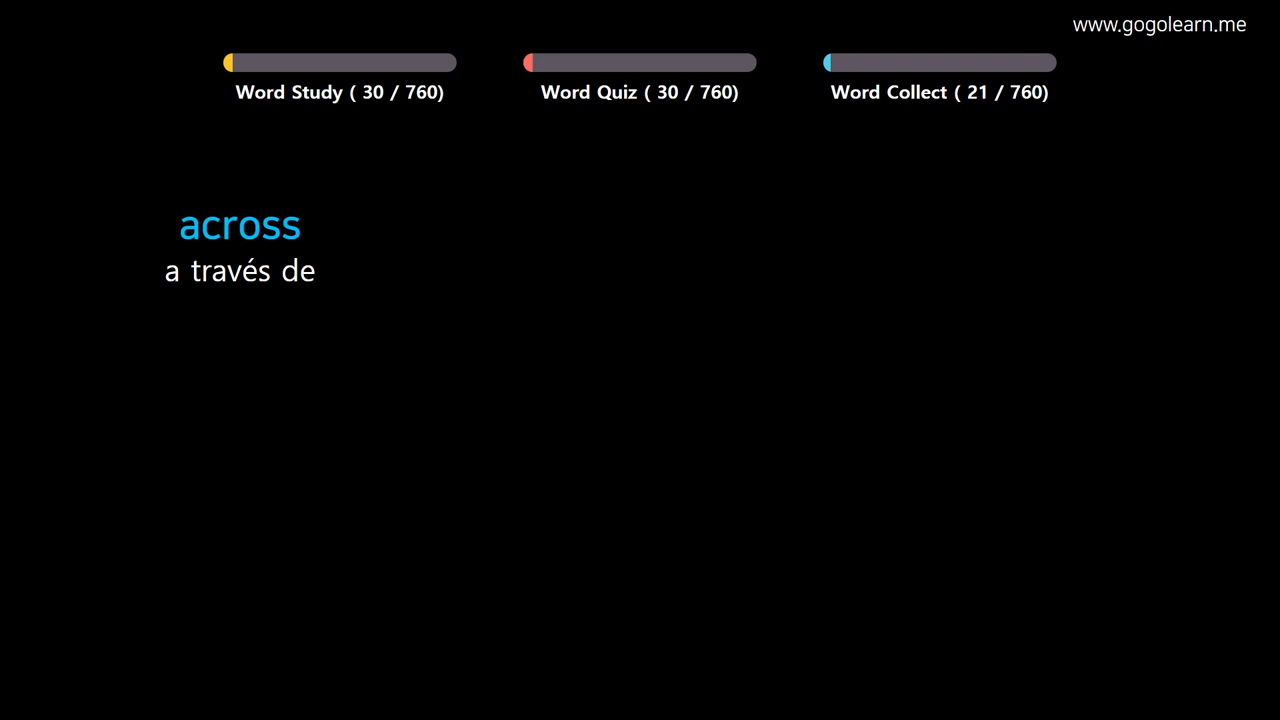 www.gogolearn.me
Word Study ( 30 / 760)
Word Quiz ( 30 / 760)
Word Collect ( 21 / 760)
across
a través de